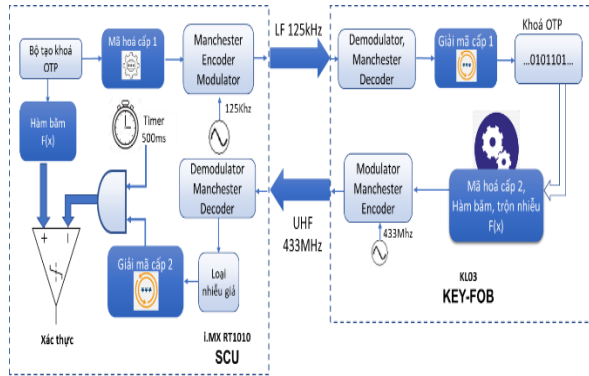 Bộ tạo khoá
OTP
Mã hoá cấp 1
Manchester
Encoder
Modulator
LF 125kHz
Demodulator,
Manchester
Decoder
Giải mã cấp 1
Khoá OTP
...0101101...
Hàm băm
F(x)
Timer
500ms
125Khz
Demodulator
Manchester
Decoder
UHF
433MHz
Modulator
Manchester
Encoder
433Mhz
Mã hoá cấp 2,
Hàm băm, trộn nhiễu
F(x)
+ −
Giải mã cấp 2
Loại
nhiễu giả
Xác thực
i.MX RT1010
SCU
KL03
KEY-FOB